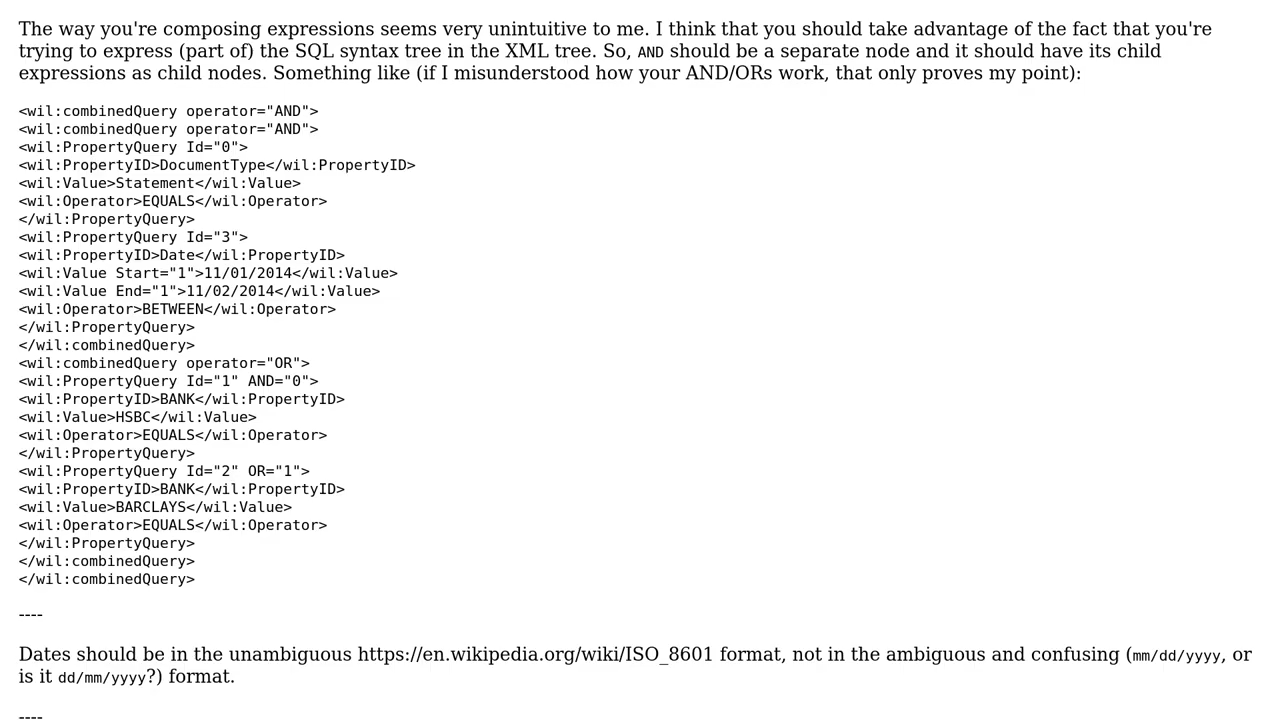 The way you're composing expressions seems very unintuitive to me. I think that you should take advantage of the fact that you're
trying to express (part of) the SQL syntax tree in the XML tree. So, AND should be a separate node and it should have its child
expressions as child nodes. Something like (if I misunderstood how your AND/ORs work, that only proves my point):
<wil:combinedQuery operator="AND">
<wil:combinedQuery operator="AND">
<wil:PropertyQuery Id="0">
<wil:PropertyID>DocumentType</wil:PropertyID>
<wil:Value>Statement</wil:Value>
<wil:Operator>EQUALS</wil:Operator>
</wil:PropertyQuery>
<wil:PropertyQuery Id="3">
<wil:PropertyID>Date</wil:PropertyID>
<wil:Value Start="1">11/01/2014</wil:Value>
<wil:Value End="1">11/02/2014</wil:Value>
<wil:Operator>BETWEEN</wil:Operator>
</wil:PropertyQuery>
</wil:combinedQuery>
<wil:combinedQuery operator="OR">
<wil:PropertyQuery Id="1" AND="0">
<wil:PropertyID>BANK</wil:PropertyID>
<wil:Value>HSBC</wil:Value>
<wil:Operator>EQUALS</wil:Operator>
</wil:PropertyQuery>
<wil:PropertyQuery Id="2" OR="1">
<wil:PropertyID>BANK</wil:PropertyID>
<wil:Value>BARCLAYS</wil:Value>
<wil:Operator>EQUALS</wil:Operator>
</wil:PropertyQuery>
</wil:combinedQuery>
</wil:combinedQuery>
----
Dates should be in the unambiguous https://en.wikipedia.org/wiki/ISO_8601 format, not in the ambiguous and confusing (mm/dd/yyyy, or
is it dd/mm/yyyy?) format.
----